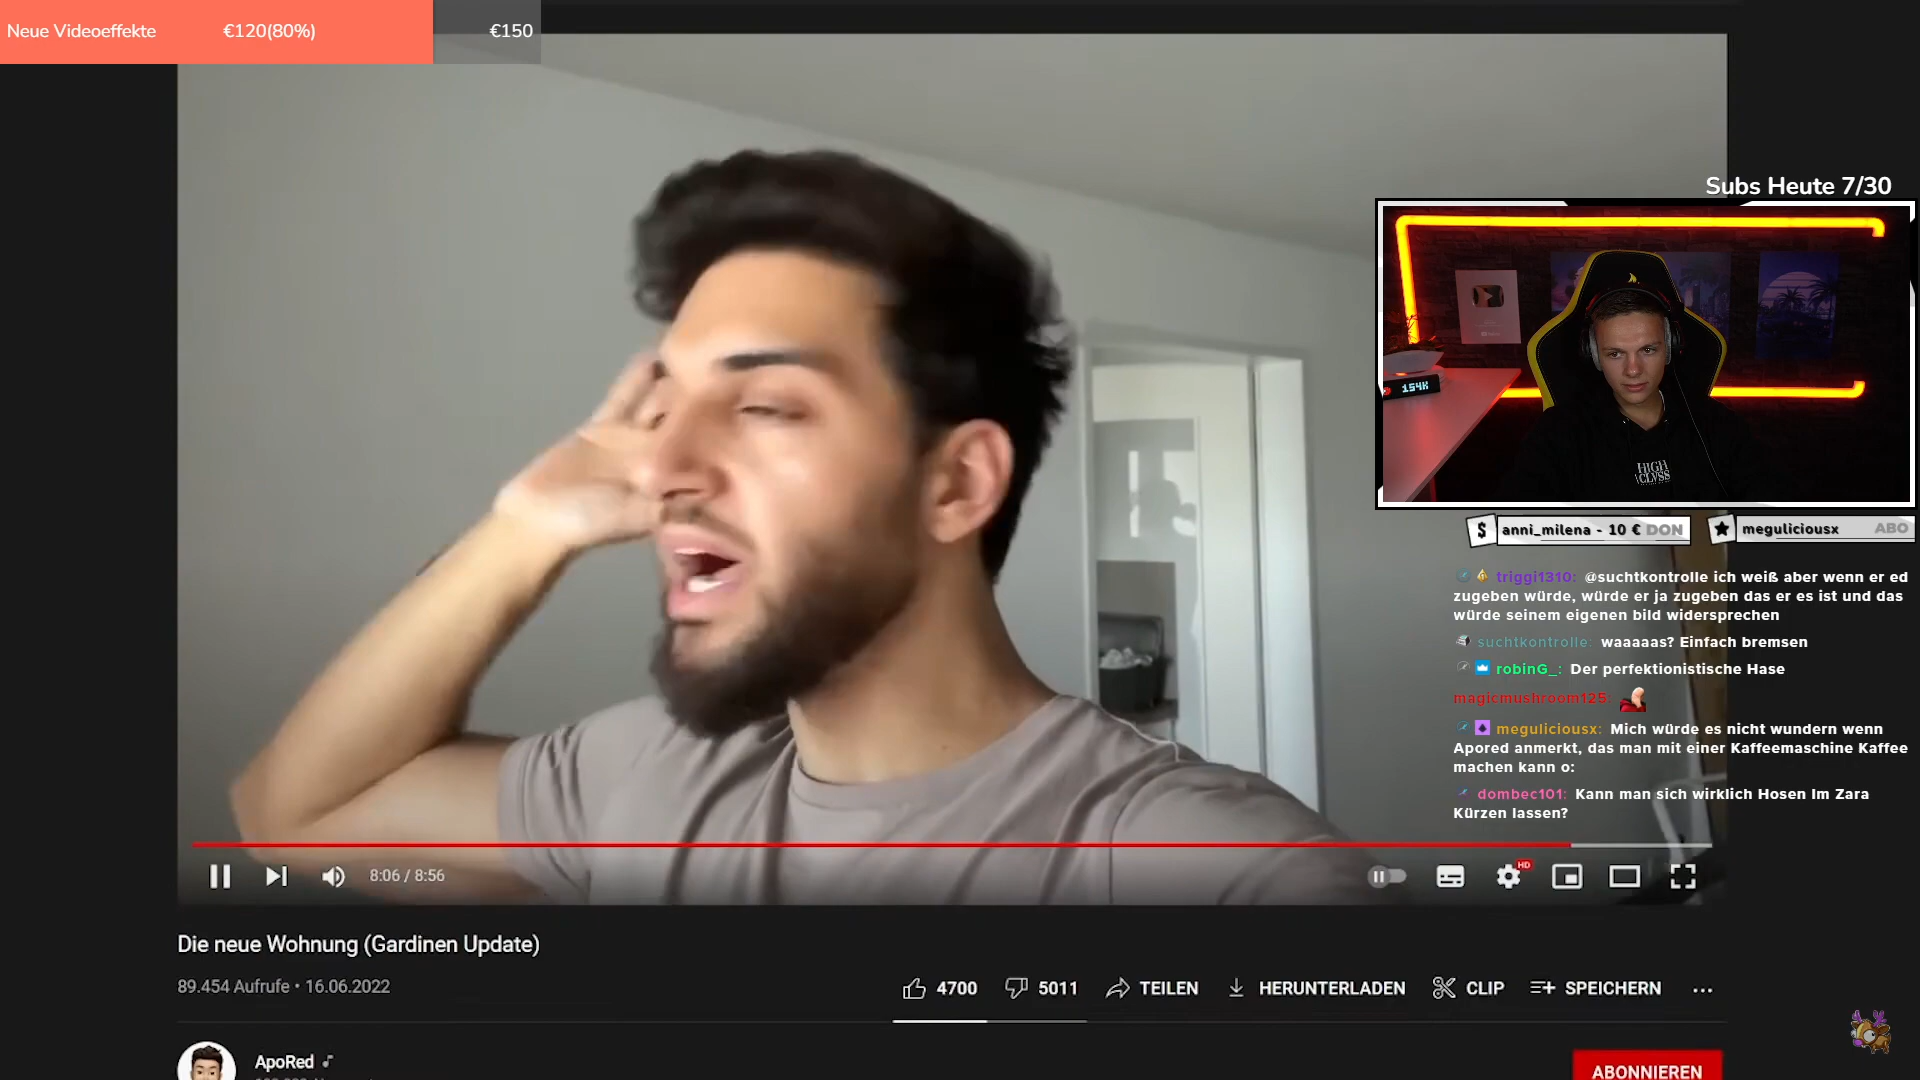 Neue Videoeffekte €120(80%) €150
Subs Heute 7/30
154K
HIGH
\CLVSS
anni_milena - 10 € DON
meguliciousx ABO
triggi1310: @suchtkontrolle ich weiß aber wenn er ed
zugeben würde, würde er ja zugeben das er es ist und das
würde seinem eigenen bild widersprechen
suchtkontrolle: waaaaas? Einfach bremsen
robinG_: Der perfektionistische Hase
magicmushroom125:
meguliciousx: Mich würde es nicht wundern wenn
Apored anmerkt, das man mit einer Kaffeemaschine Kaffee
machen kann o:
dombec101: Kann man sich wirklich Hosen Im Zara
Kürzen lassen?
8:06 / 8:56
HD
Die neue Wohnung (Gardinen Update)
89.454 Aufrufe • 16.06.2022
4700 5011 TEILEN HERUNTERLADEN CLIP SPEICHERN
ApoRed
ABONNIEREN